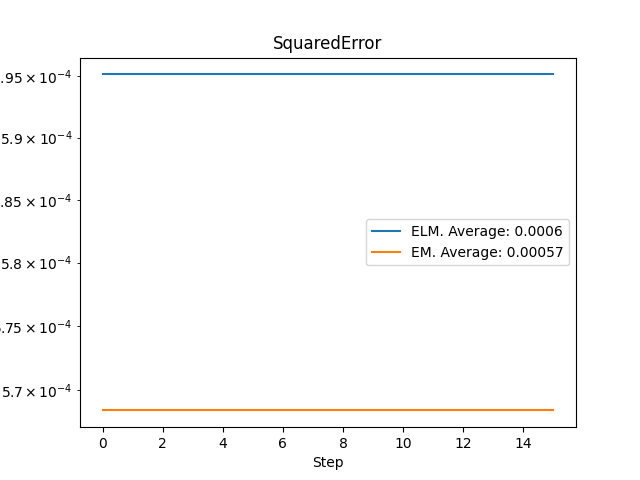 SquaredError
.95 × 10⁻⁴
5.9 × 10⁻⁴
.85 × 10⁻⁴
5.8 × 10⁻⁴
.75 × 10⁻⁴
5.7 × 10⁻⁴
ELM. Average: 0.0006
EM. Average: 0.00057
0 2 4 6 8 10 12 14
Step